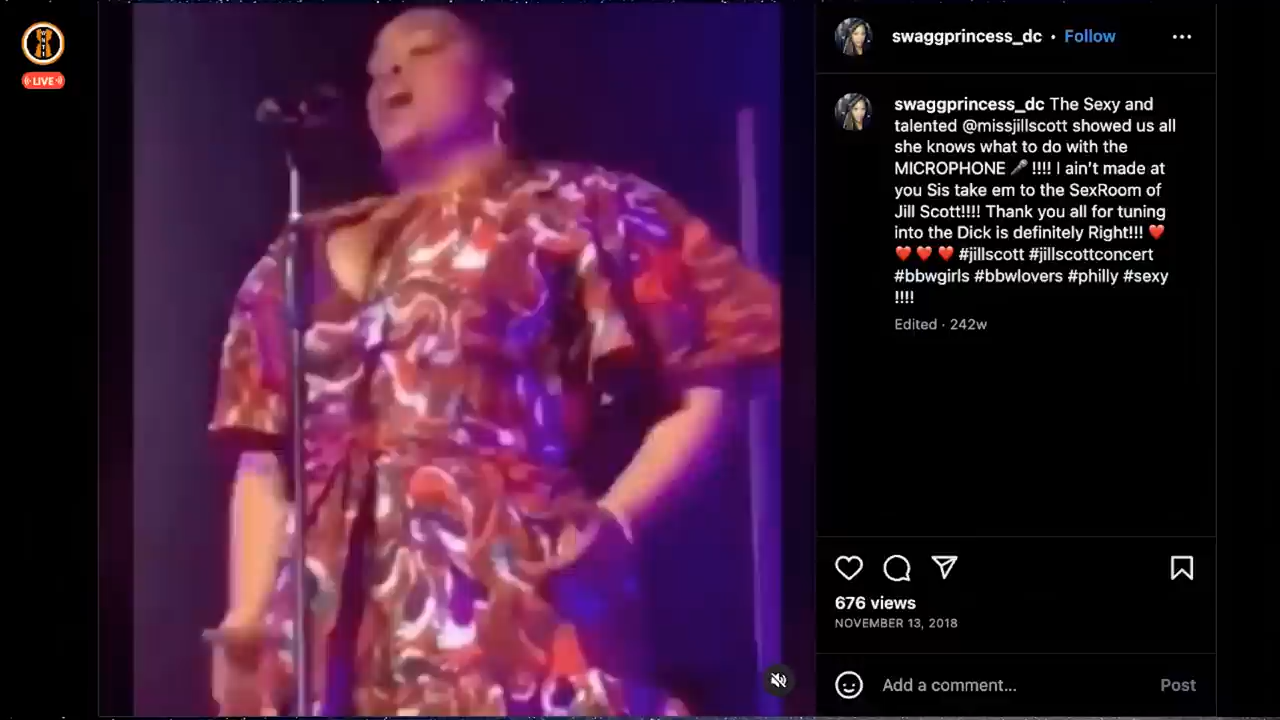 LIVE
swaggprincess_dc • Follow
swaggprincess_dc The Sexy and
talented @missjillscott showed us all
she knows what to do with the
MICROPHONE 🎤 !!!! I ain't made at
you Sis take em to the SexRoom of
Jill Scott!!!! Thank you all for tuning
into the Dick is definitely Right!!! ❤️
❤️ ❤️ ❤️ #jillscott #jillscottconcert
#bbwgirls #bbwlovers #philly #sexy
!!!!
Edited · 242w
676 views
NOVEMBER 13, 2018
Add a comment...
Post